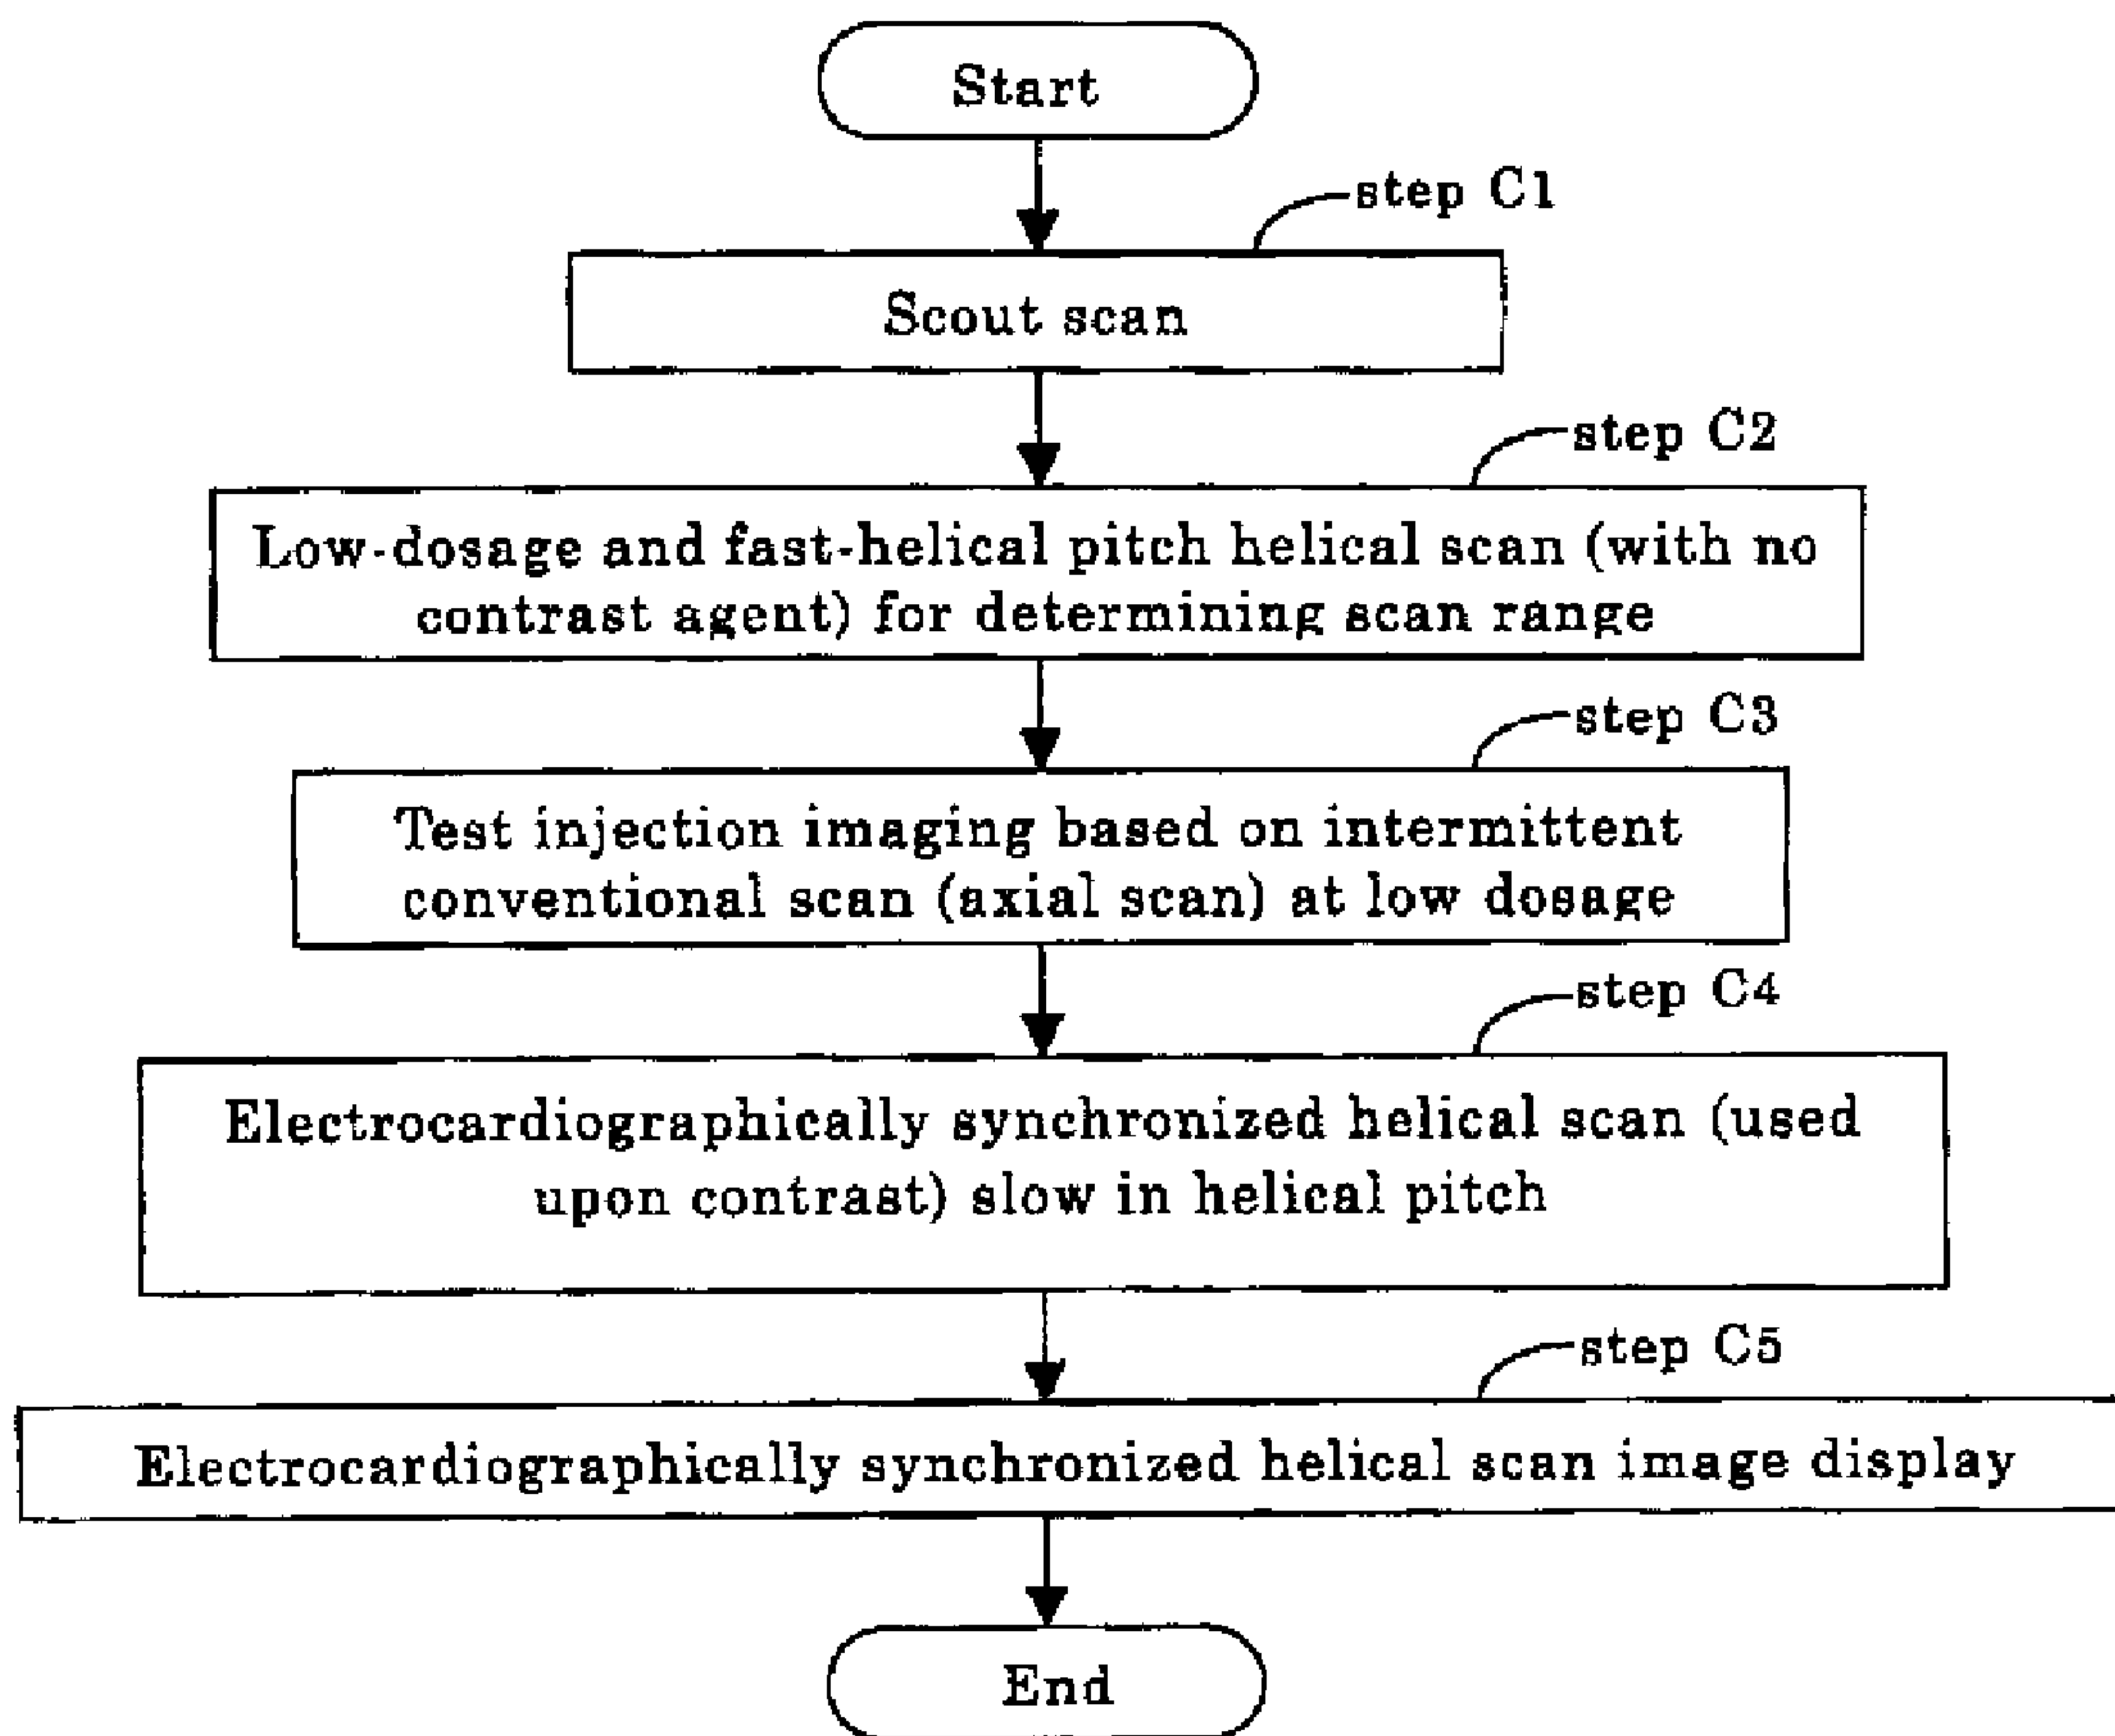 Start
step C1
Scout scan
step C2
Low-dosage and fast-helical pitch helical scan (with no
contrast agent) for determining scan range
step C3
Test injection imaging based on intermittent
conventional scan (axial scan) at low dosage
step C4
Electrocardiographically synchronized helical scan (used
upon contrast) slow in helical pitch
step C5
Electrocardiographically synchronized helical scan image display
End